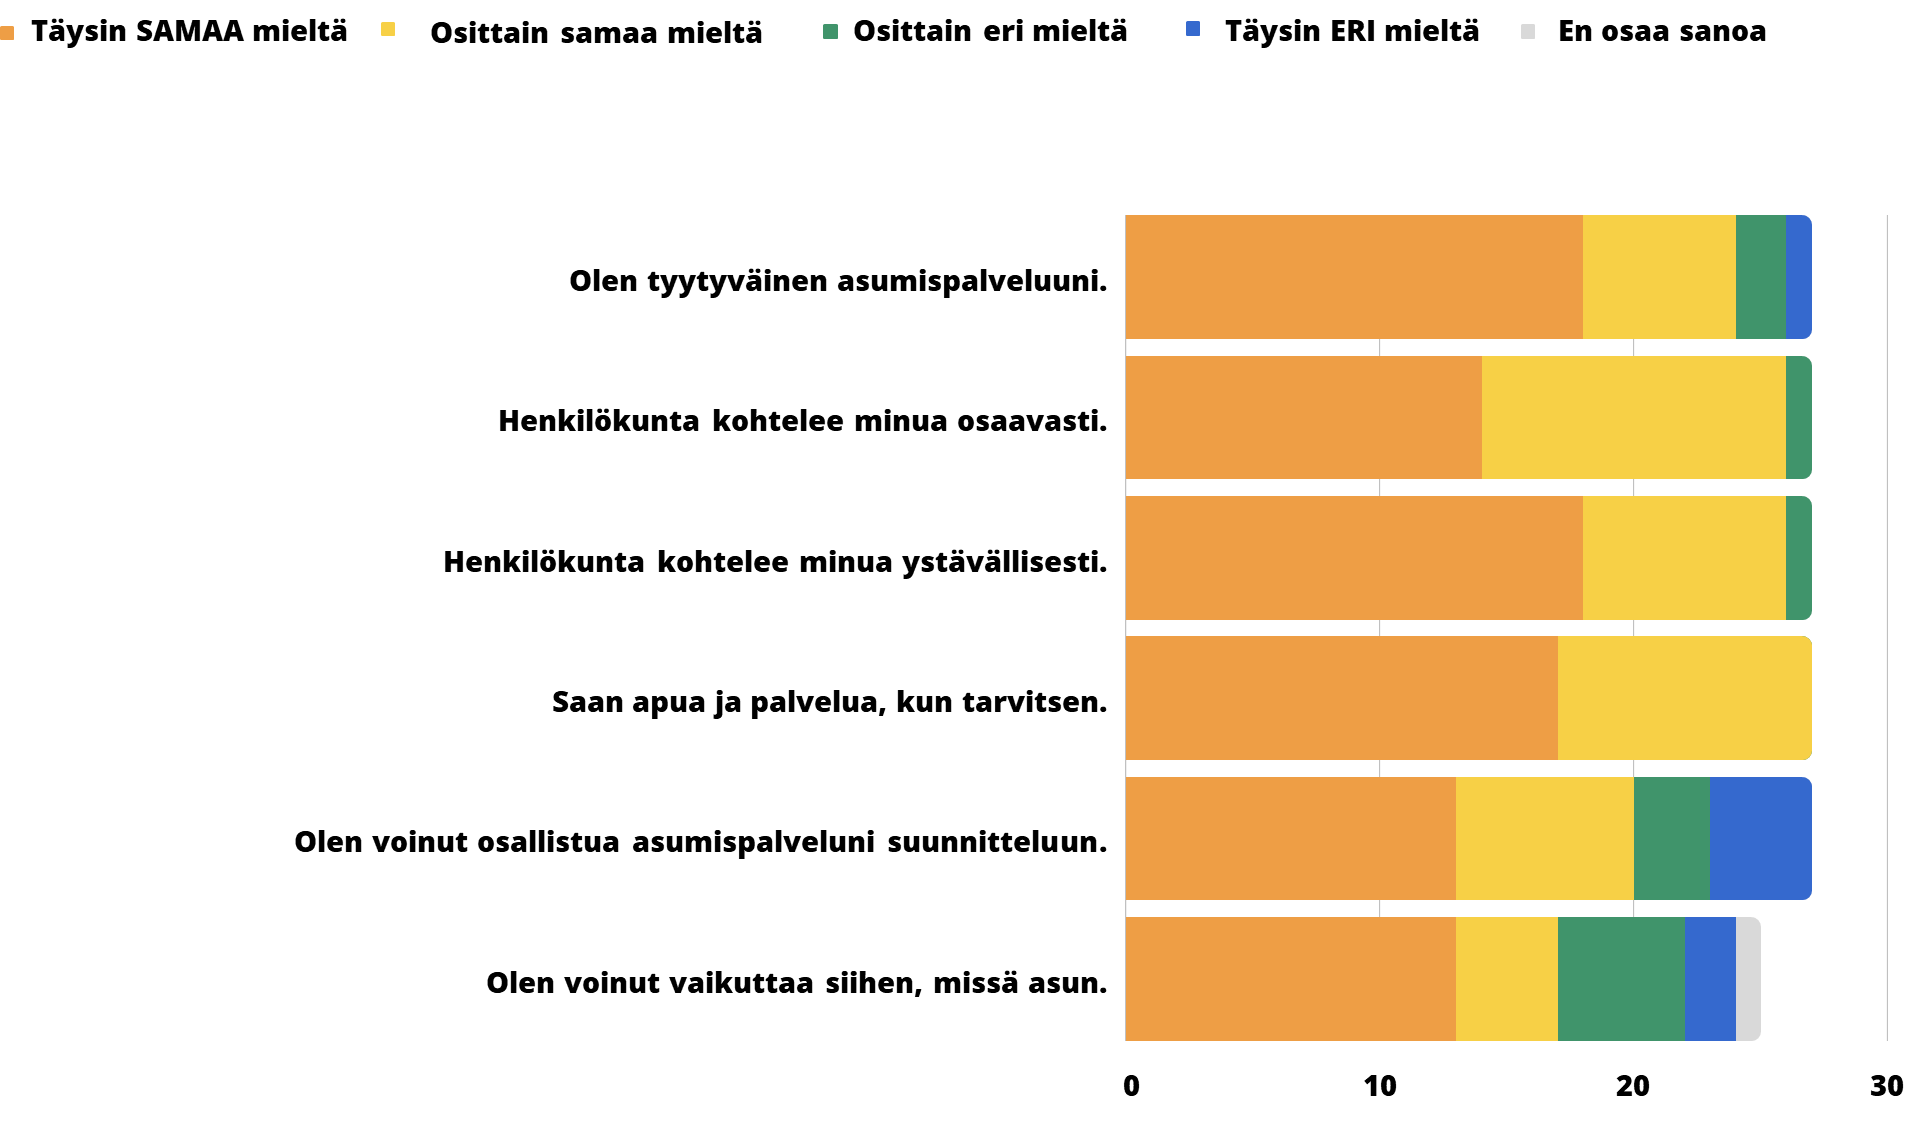 Täysin SAMAA mieltä Osittain samaa mieltä Osittain eri mieltä Täysin ERI mieltä En osaa sanoa
Olen tyytyväinen asumispalveluuni.
Henkilökunta kohtelee minua osaavasti.
Henkilökunta kohtelee minua ystävällisesti.
Saan apua ja palvelua, kun tarvitsen.
Olen voinut osallistua asumispalveluni suunnitteluun.
Olen voinut vaikuttaa siihen, missä asun.
0 10 20 30